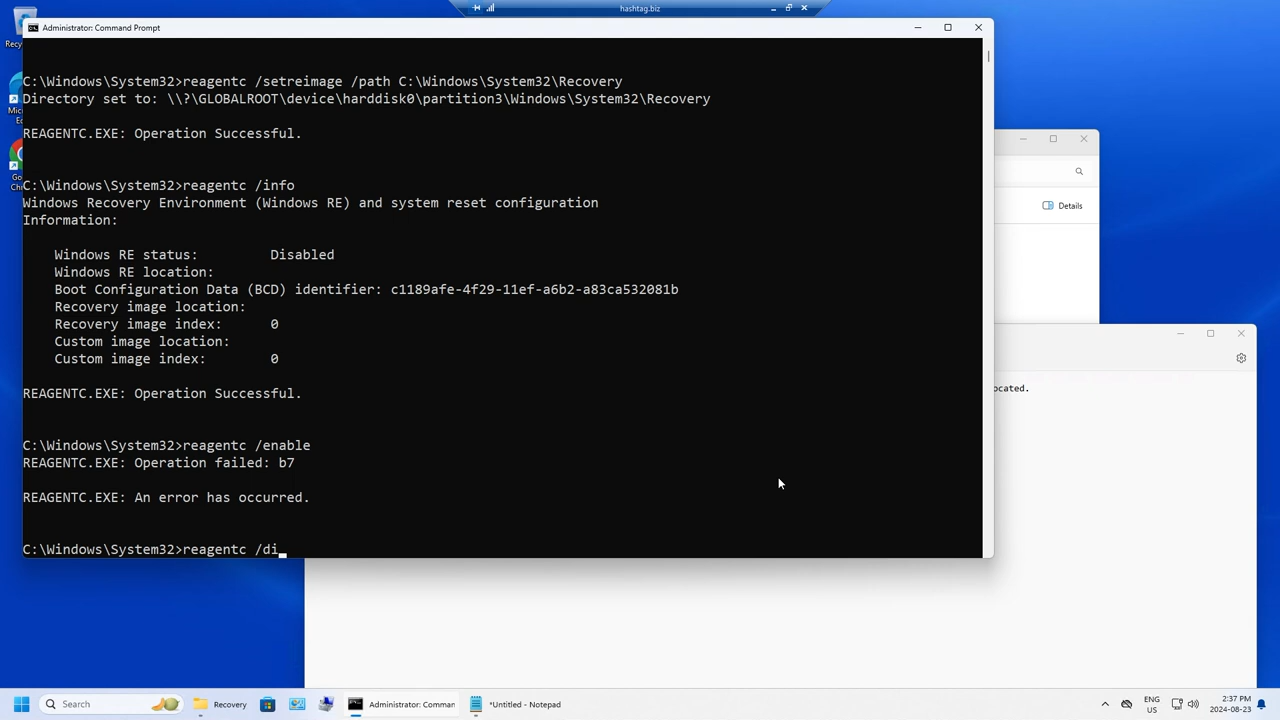 hashtag.biz
Administrator: Command Prompt
C:\Windows\System32>reagentc /setreimage /path C:\Windows\System32\Recovery
Directory set to: \\?\GLOBALROOT\device\harddisk0\partition3\Windows\System32\Recovery
REAGENTC.EXE: Operation Successful.
C:\Windows\System32>reagentc /info
Windows Recovery Environment (Windows RE) and system reset configuration
Information:
Windows RE status: Disabled
Windows RE location:
Boot Configuration Data (BCD) identifier: c1189afe-4f29-11ef-a6b2-a83ca532081b
Recovery image location:
Recovery image index: 0
Custom image location:
Custom image index: 0
REAGENTC.EXE: Operation Successful.
C:\Windows\System32>reagentc /enable
REAGENTC.EXE: Operation failed: b7
REAGENTC.EXE: An error has occurred.
C:\Windows\System32>reagentc /di
Details
Search
Recovery
Administrator: Comman
*Untitled - Notepad
ENG
US
2:37 PM
2024-08-23